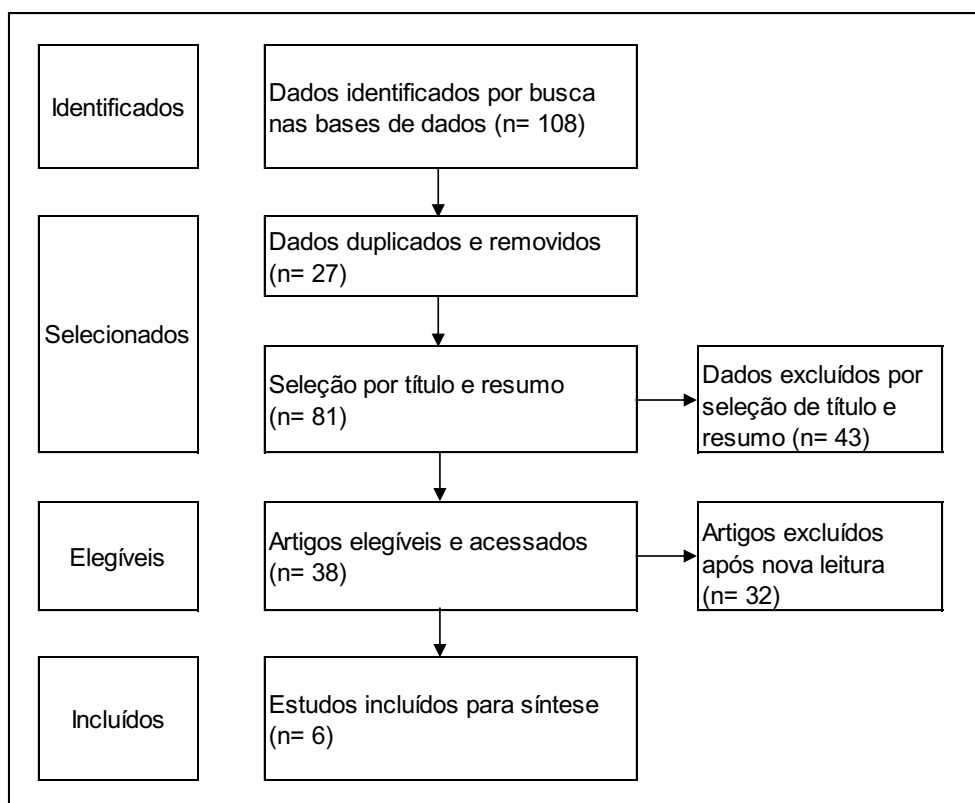 Identificados
Dados identificados por busca
nas bases de dados (n= 108)
Selecionados
Dados duplicados e removidos
(n= 27)
Seleção por título e resumo
(n= 81)
Dados excluídos por
seleção de título e
resumo (n= 43)
Elegíveis
Artigos elegíveis e acessados
(n= 38)
Artigos excluídos
após nova leitura
(n= 32)
Incluídos
Estudos incluídos para síntese
(n= 6)